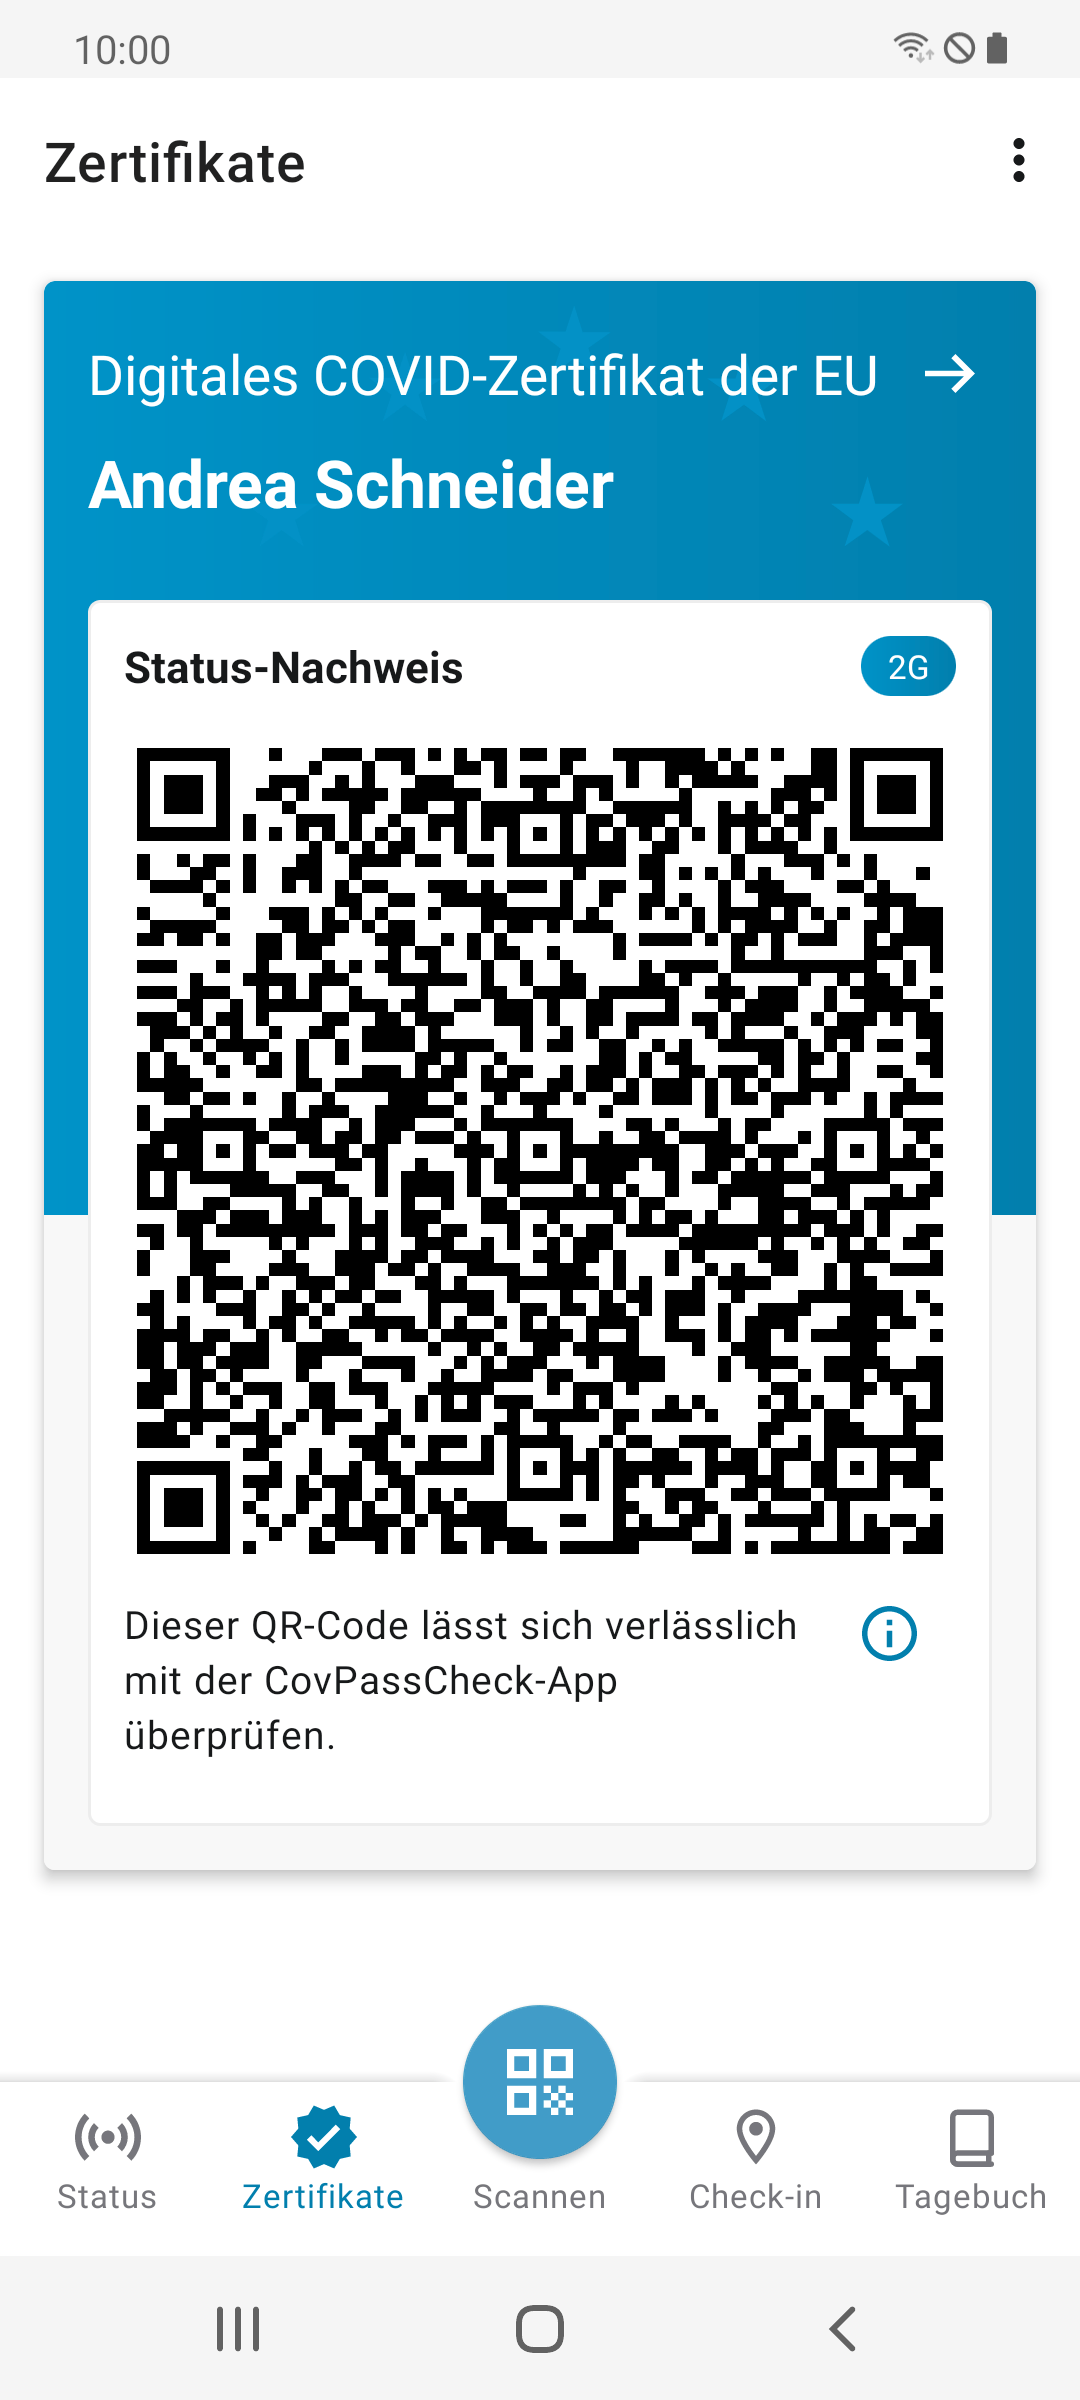 10:00
Zertifikate
Digitales COVID-Zertifikat der EU
Andrea Schneider
Status-Nachweis
2G
Dieser QR-Code lässt sich verlässlich
mit der CovPassCheck-App
überprüfen.
Status
Zertifikate
Scannen
Check-in
Tagebuch